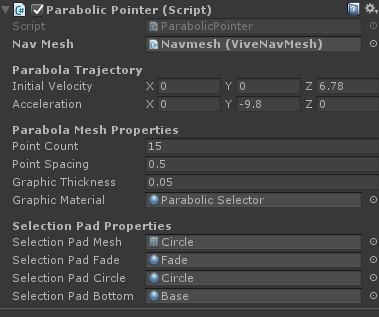 Parabolic Pointer (Script)
Script ParabolicPointer
Nav Mesh Navmesh (ViveNavMesh)
Parabola Trajectory
Initial Velocity X 0 Y 0 Z 6.78
Acceleration X 0 Y -9.8 Z 0
Parabola Mesh Properties
Point Count 15
Point Spacing 0.5
Graphic Thickness 0.05
Graphic Material Parabolic Selector
Selection Pad Properties
Selection Pad Mesh Circle
Selection Pad Fade Fade
Selection Pad Circle Circle
Selection Pad Bottom Base